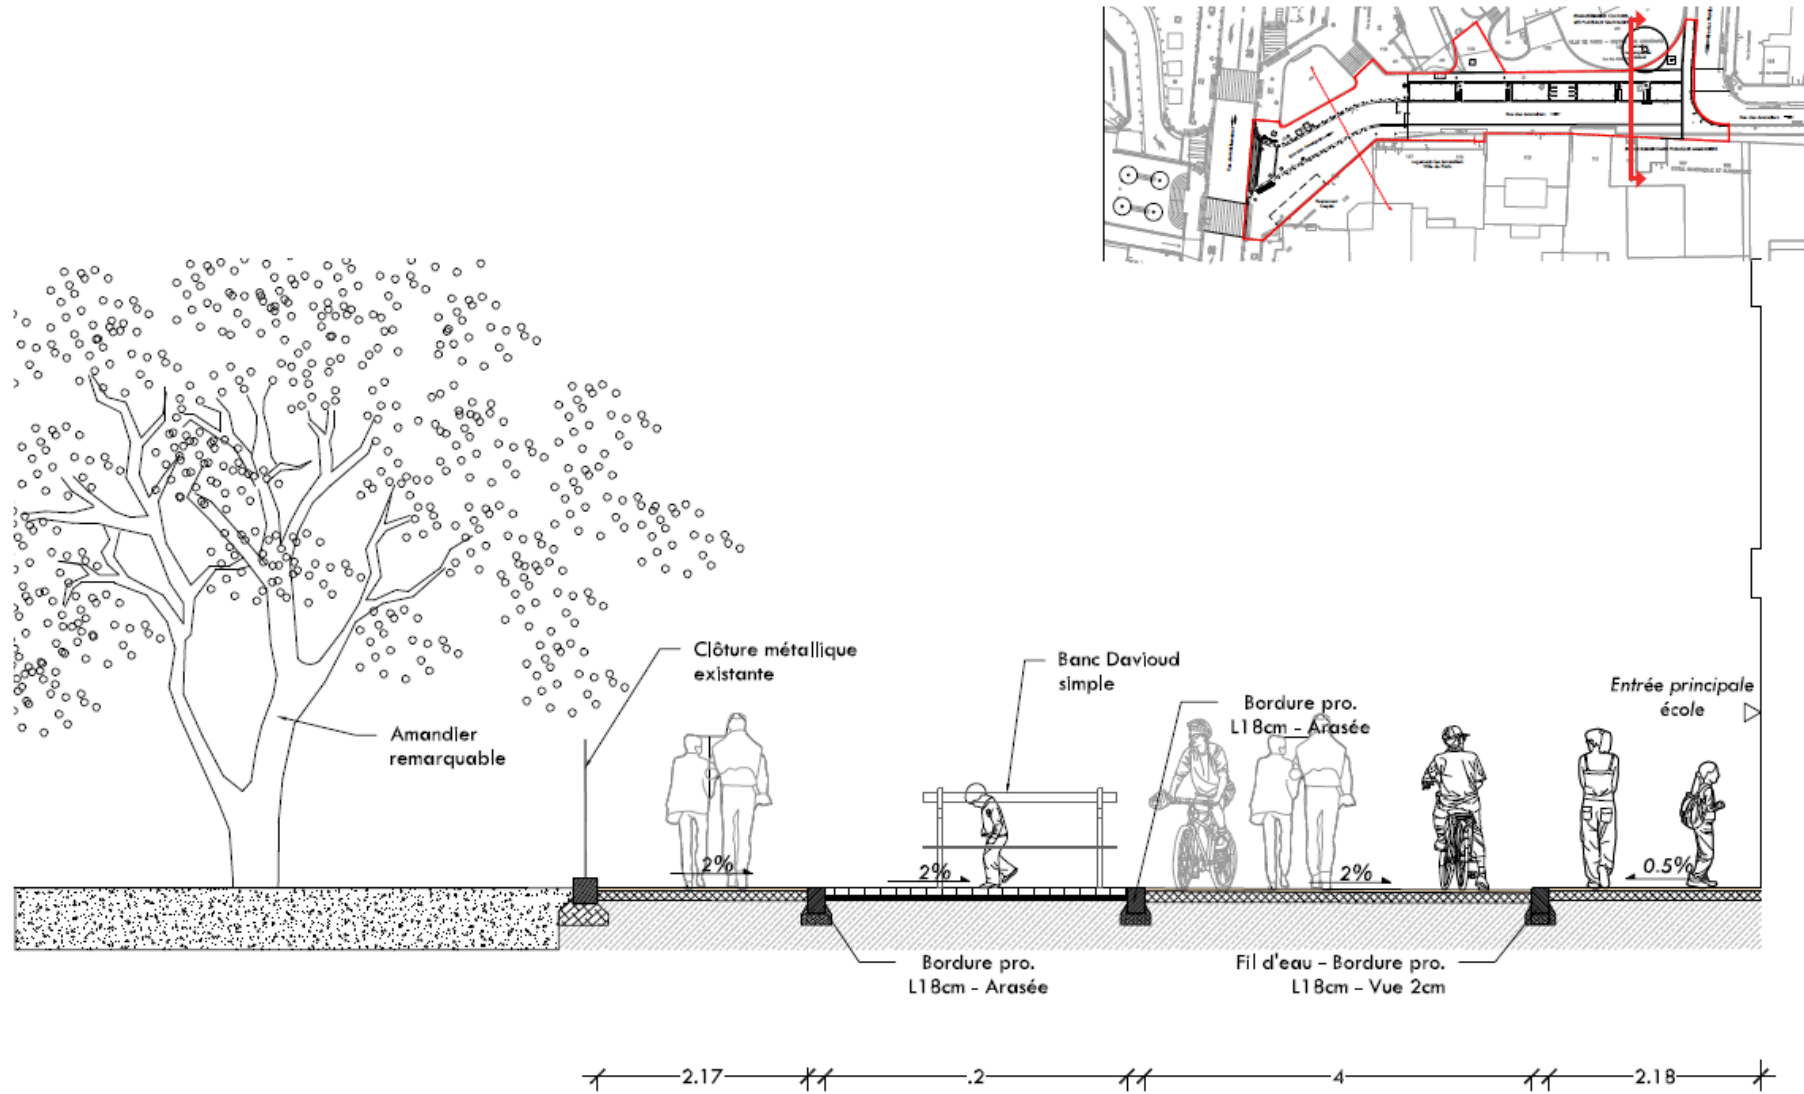 Clôture métallique
existante
Banc Davioud
simple
Entrée principale
école
Bordure pro.
L18cm - Arasée
Amandier
remarquable
2%
2%
2%
0.5%
Bordure pro.
L18cm - Arasée
Fil d'eau - Bordure pro.
L18cm - Vue 2cm
2.17
.2
4
2.18